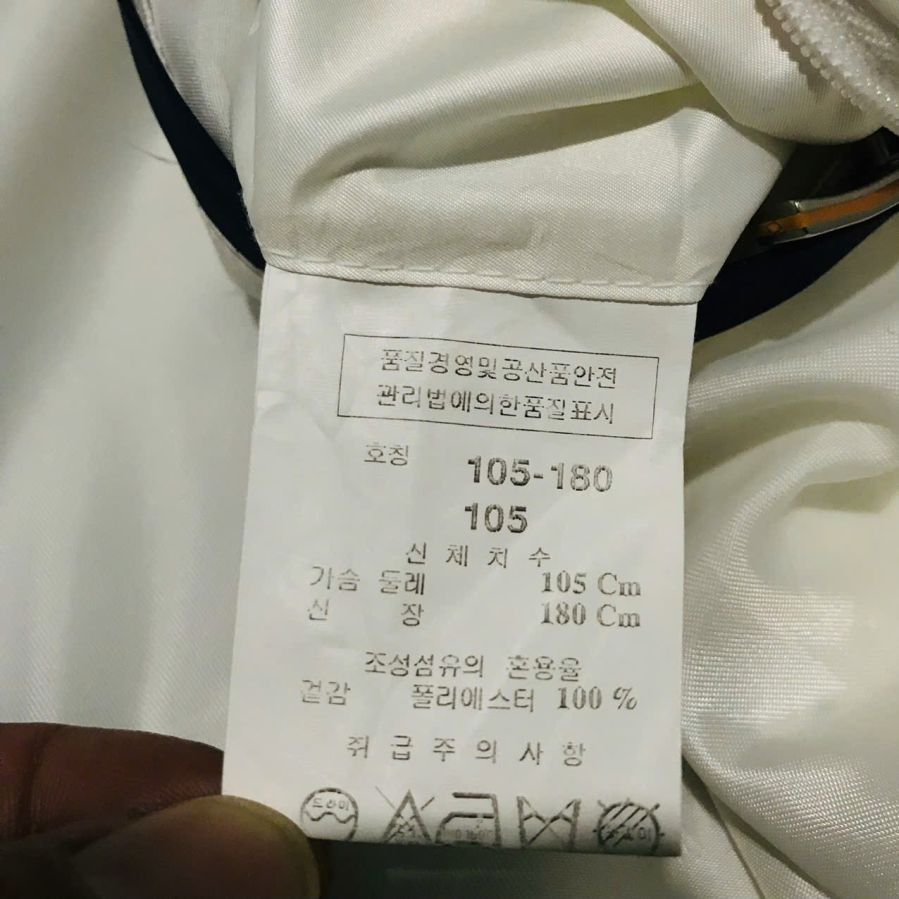 품질경영및공산품안전
관리법에의한품질표시
호칭 105-180
105
신체치수
가슴 둘레 105 Cm
신 장 180 Cm
조성섬유의 혼용율
겉감 폴리에스터 100 %
취급주의사항
드라이